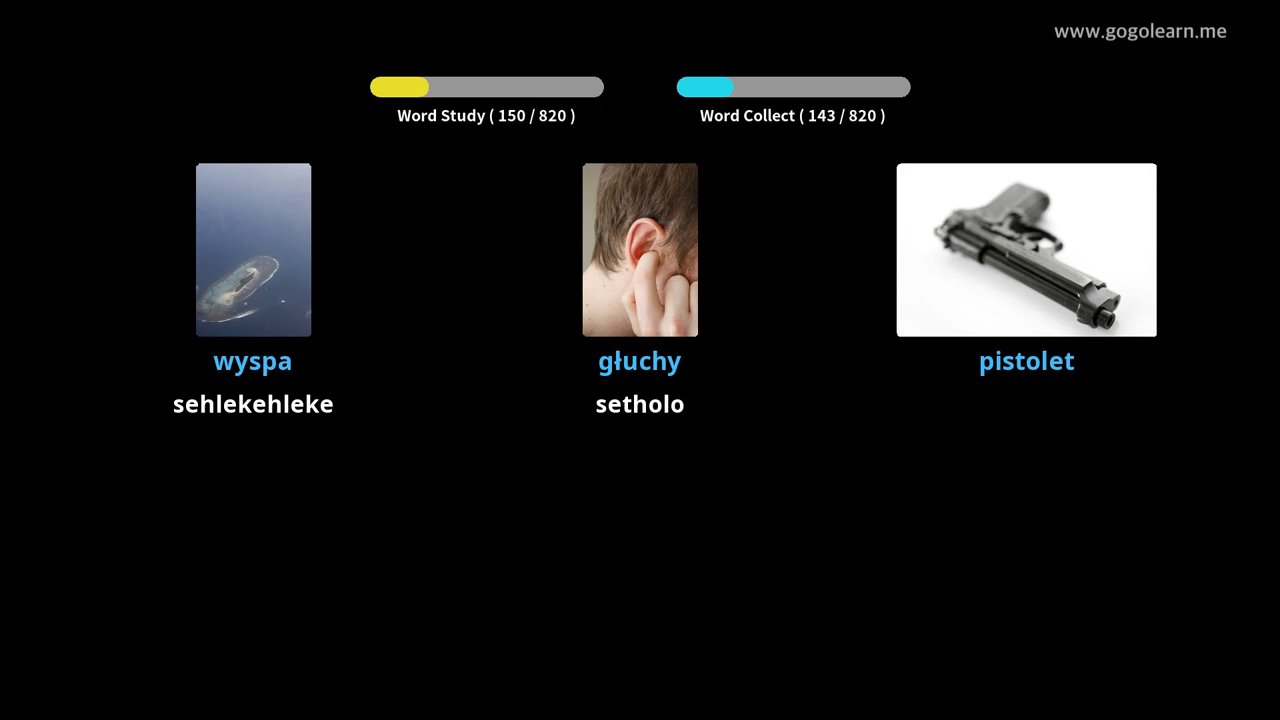 www.gogolearn.me
Word Study ( 150 / 820 )
Word Collect ( 143 / 820 )
wyspa
sehlekehleke
głuchy
setholo
pistolet